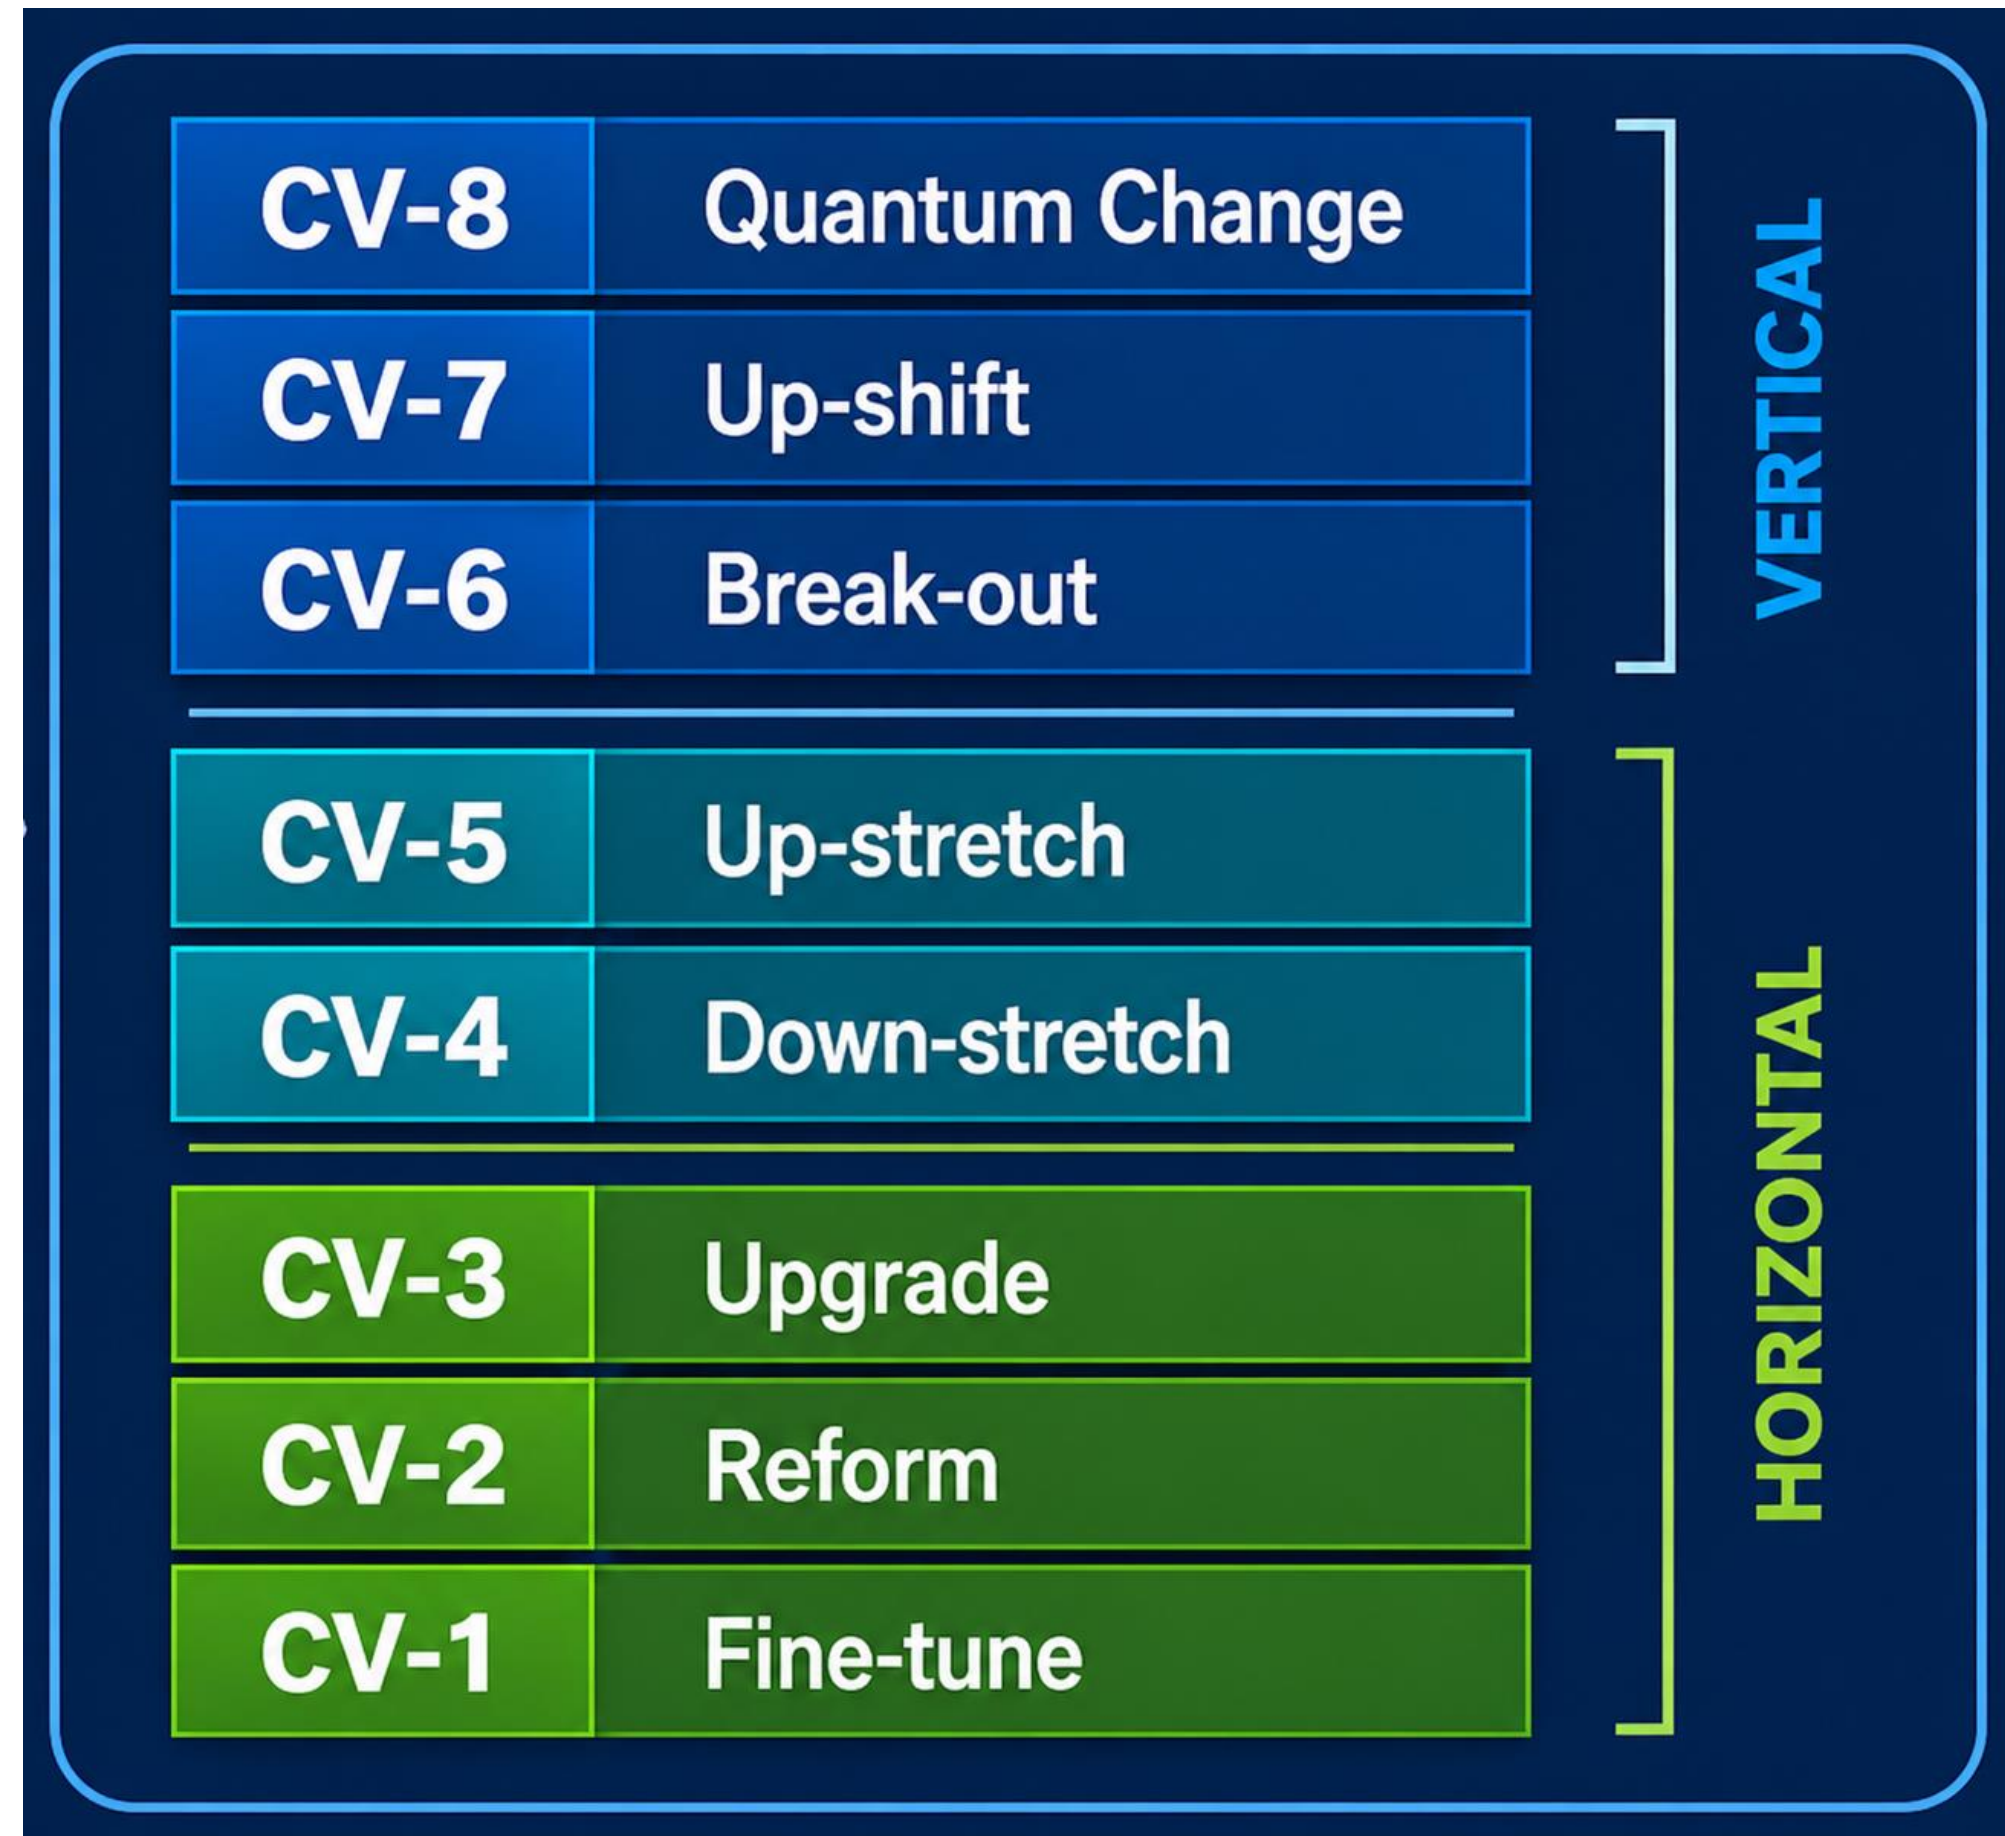 CV-8 Quantum Change
CV-7 Up-shift
CV-6 Break-out
VERTICAL
CV-5 Up-stretch
CV-4 Down-stretch
CV-3 Upgrade
CV-2 Reform
CV-1 Fine-tune
HORIZONTAL